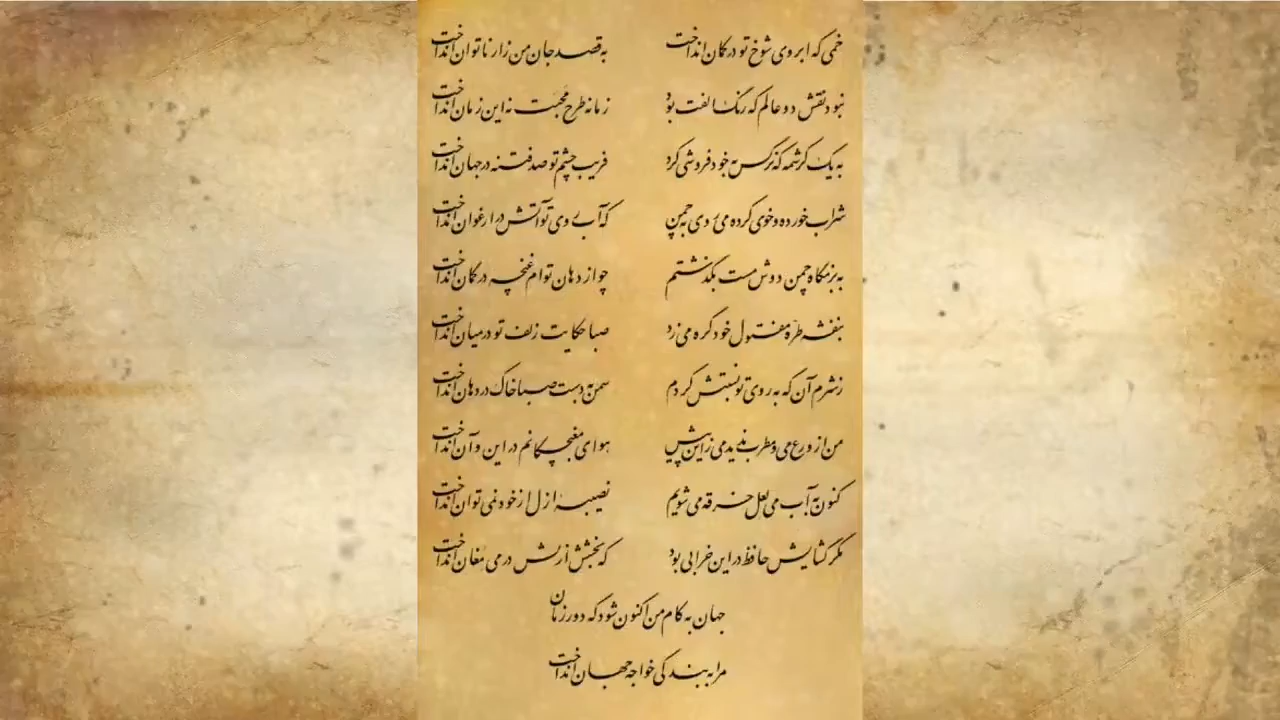 خمی که ابروی شوخ تو در کمان انداخت به قصد جان من زار ناتوان انداخت
نبود نقش دو عالم که رنگ الفت بود زمانه طرح محبت نه این زمان انداخت
به یک کرشمه که نرگس به خودفروشی کرد فریب چشم تو صد فتنه در جهان انداخت
شراب خورده و خوی کرده می‌روی به چمن که آب روی تو آتش در ارغوان انداخت
به بزمگاه چمن دوش مست بگذشتم چو از دهان توام غنچه در گمان انداخت
بنفشه طره مفتول خود گره می‌زد صبا حکایت زلف تو در میان انداخت
ز شرم آن که به روی تو نسبتش کردم سمن به دست صبا خاک در دهان انداخت
من از ورع می و مطرب ندیدمی زین پیش هوای مغبچگانم در این و آن انداخت
کنون به آب می لعل خرقه می‌شویم نصیبه ازل از خود نمی‌توان انداخت
مگر گشایش حافظ در این خرابی بود که بخشش ازلش در می مغان انداخت
جهان به کام من اکنون شود که دور زمان
مرا به بندگی خواجه جهان انداخت